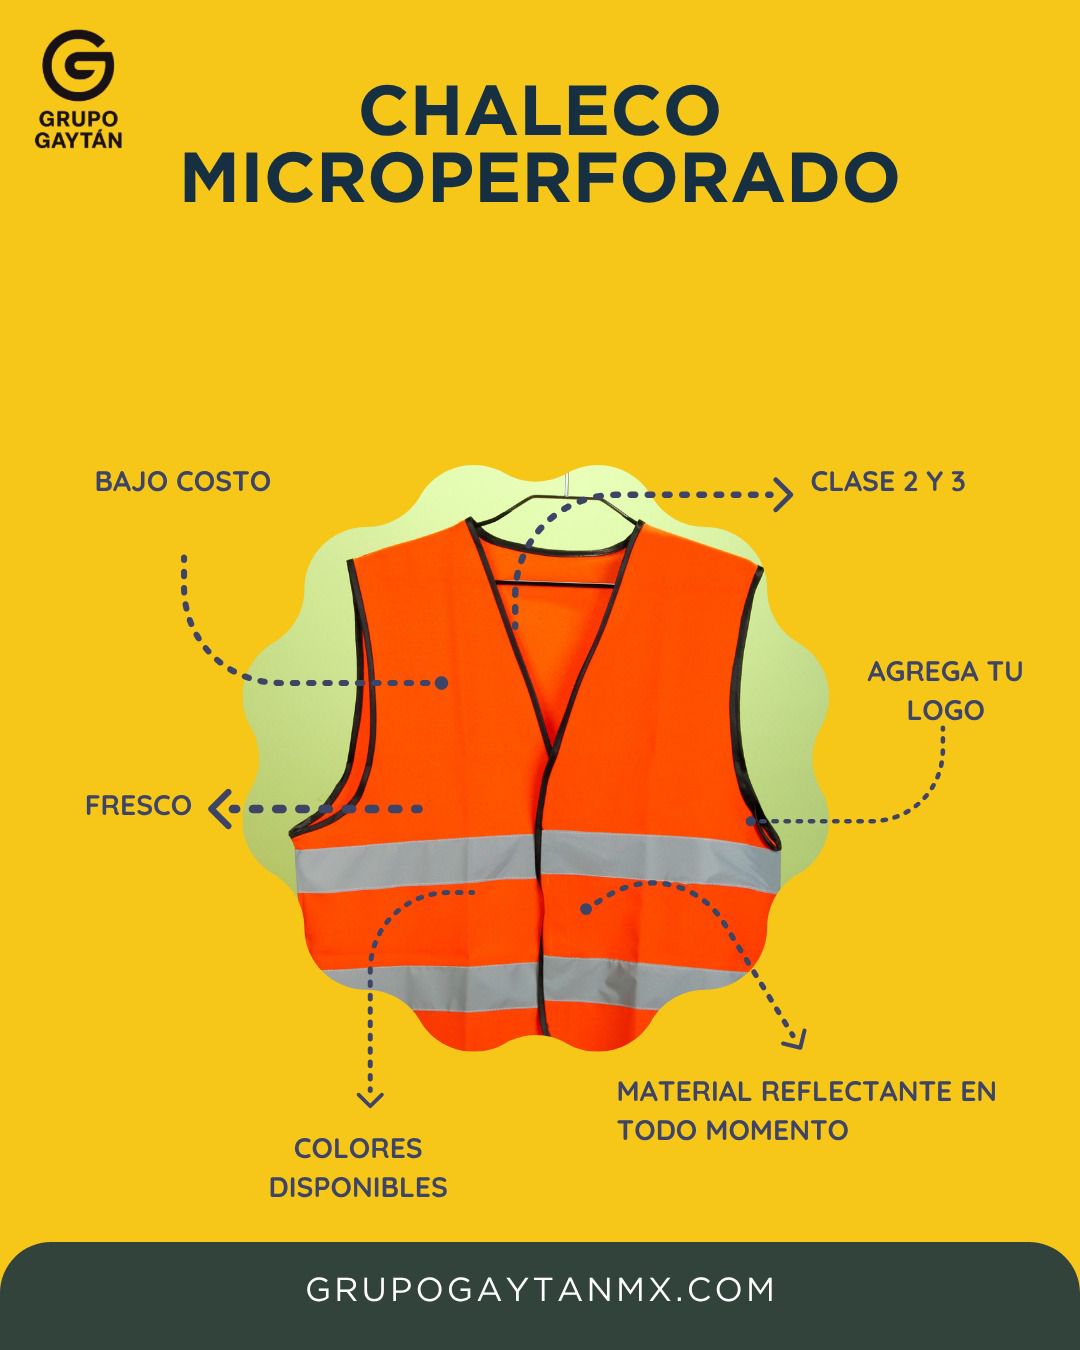 GRUPO
GAYTÁN
CHALECO
MICROPERFORADO
BAJO COSTO
CLASE 2 Y 3
AGREGA TU
LOGO
FRESCO
MATERIAL REFLECTANTE EN
TODO MOMENTO
COLORES
DISPONIBLES
GRUPOGAYTANMX.COM